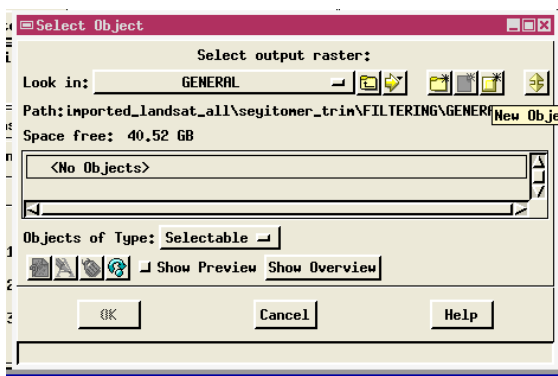 Select Object
Select output raster:
Look in: GENERAL
Path:imported_landsat_all\seyitomer_trim\FILTERING\GENER
New Obje
Space free: 40.52 GB
<No Objects>
Objects of Type: Selectable
Show Preview Show Overview
OK Cancel Help